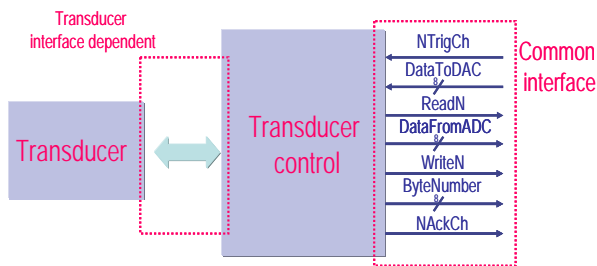 Transducer
interface dependent
Transducer
Transducer
control
NTrigCh
DataToDAC
8
ReadN
DataFromADC
8
WriteN
ByteNumber
8
NAckCh
Common
interface